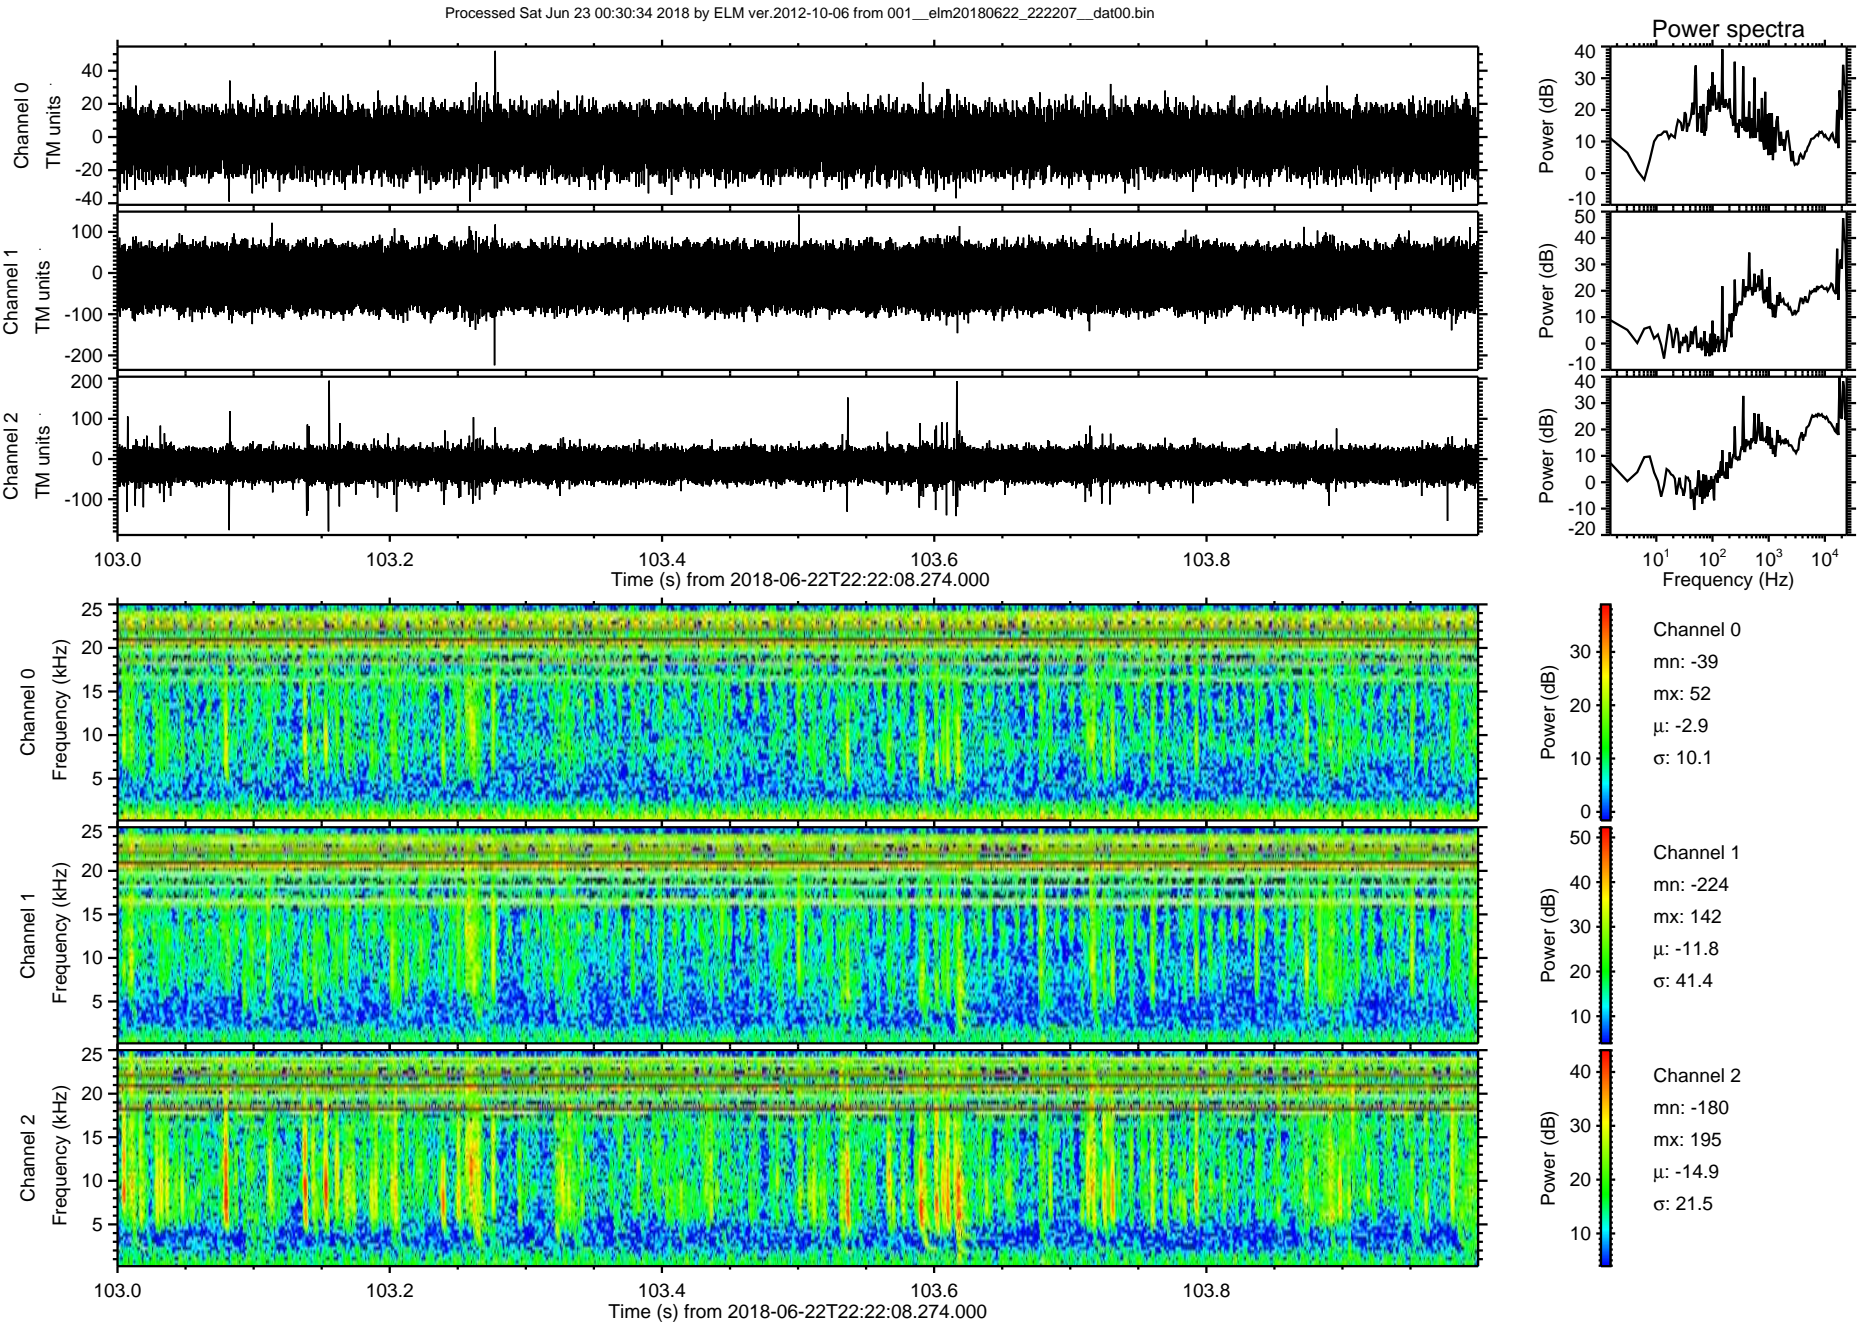 Processed Sat Jun 23 00:30:34 2018 by ELM ver.2012-10-06 from 001__elm20180622_222207__dat00.bin
Power spectra
Channel 0
TM units
40
20
0
-20
-40
Power (dB)
40
30
20
10
0
-10
Channel 1
TM units
100
0
-100
-200
Power (dB)
50
40
30
20
10
0
-10
Channel 2
TM units
200
100
0
-100
Power (dB)
40
30
20
10
0
-10
-20
103.0 103.2 103.4 103.6 103.8
Time (s) from 2018-06-22T22:22:08.274.000
10^1 10^2 10^3 10^4
Frequency (Hz)
Channel 0
Frequency (kHz)
25
20
15
10
5
Power (dB)
30
20
10
0
Channel 0
mn: -39
mx: 52
μ: -2.9
σ: 10.1
Channel 1
Frequency (kHz)
25
20
15
10
5
Power (dB)
50
40
30
20
10
Channel 1
mn: -224
mx: 142
μ: -11.8
σ: 41.4
Channel 2
Frequency (kHz)
25
20
15
10
5
Power (dB)
40
30
20
10
Channel 2
mn: -180
mx: 195
μ: -14.9
σ: 21.5
103.0 103.2 103.4 103.6 103.8
Time (s) from 2018-06-22T22:22:08.274.000